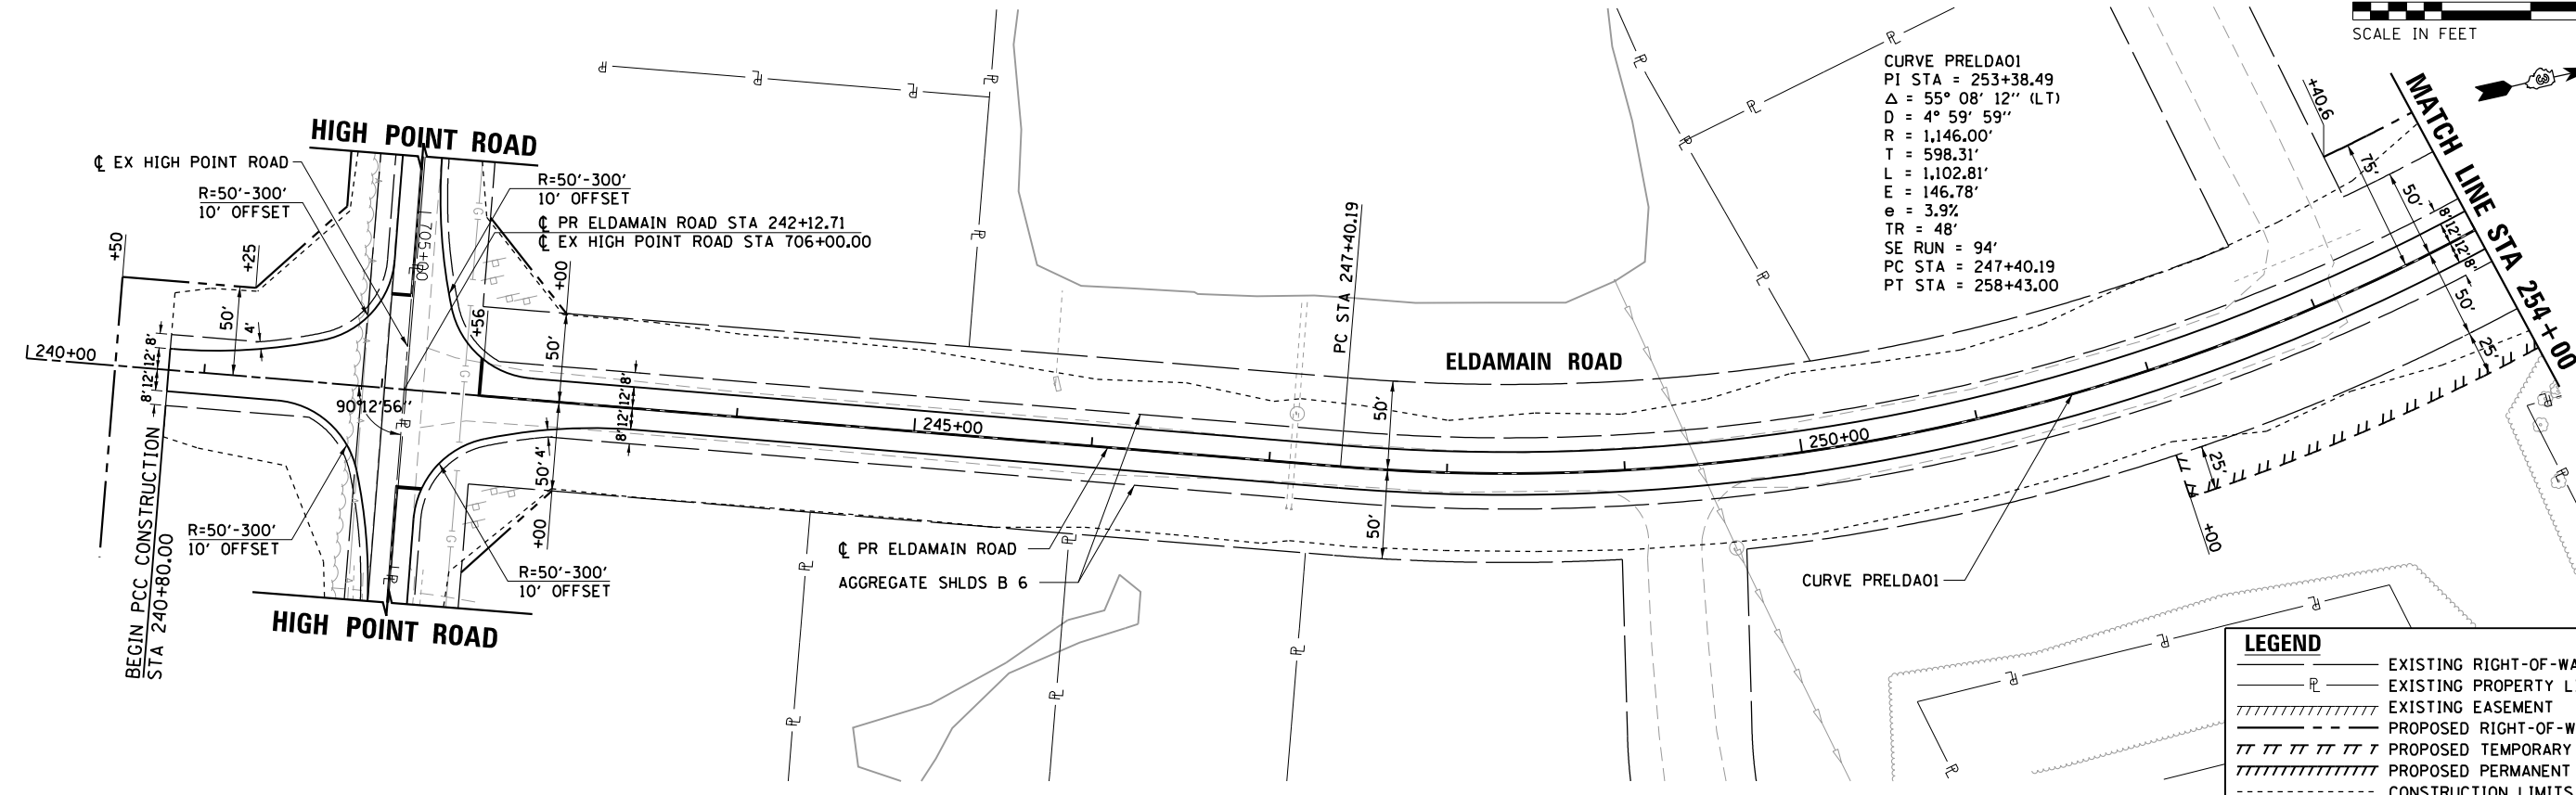 SCALE IN FEET
3
CURVE PRELDA01
PI STA = 253+38.49
Δ = 55° 08' 12'' (LT)
D = 4° 59' 59''
R = 1,146.00'
T = 598.31'
L = 1,102.81'
E = 146.78'
e = 3.9%
TR = 48'
SE RUN = 94'
PC STA = 247+40.19
PT STA = 258+43.00
+40.6
MATCH LINE STA 254+00
75'
50'
8'
12'
12'
8'
50'
25'
HIGH POINT ROAD
℄ EX HIGH POINT ROAD
R=50'-300'
10' OFFSET
R=50'-300'
10' OFFSET
℄ PR ELDAMAIN ROAD STA 242+12.71
℄ EX HIGH POINT ROAD STA 706+00.00
705+00
+50
+25
+56
+00
50'
4'
50'
240+00
8'
12'
12'
8'
90°12'56''
8'
12'
12'
8'
50'
4'
+00
245+00
PC STA 247+40.19
50'
50'
ELDAMAIN ROAD
250+00
25'
+00
BEGIN PCC CONSTRUCTION
STA 240+80.00
R=50'-300'
10' OFFSET
R=50'-300'
10' OFFSET
HIGH POINT ROAD
℄ PR ELDAMAIN ROAD
AGGREGATE SHLDS B 6
CURVE PRELDA01
LEGEND
EXISTING RIGHT-OF-WA
EXISTING PROPERTY L
EXISTING EASEMENT
PROPOSED RIGHT-OF-W
PROPOSED TEMPORARY
PROPOSED PERMANENT
CONSTRUCTION LIMITS